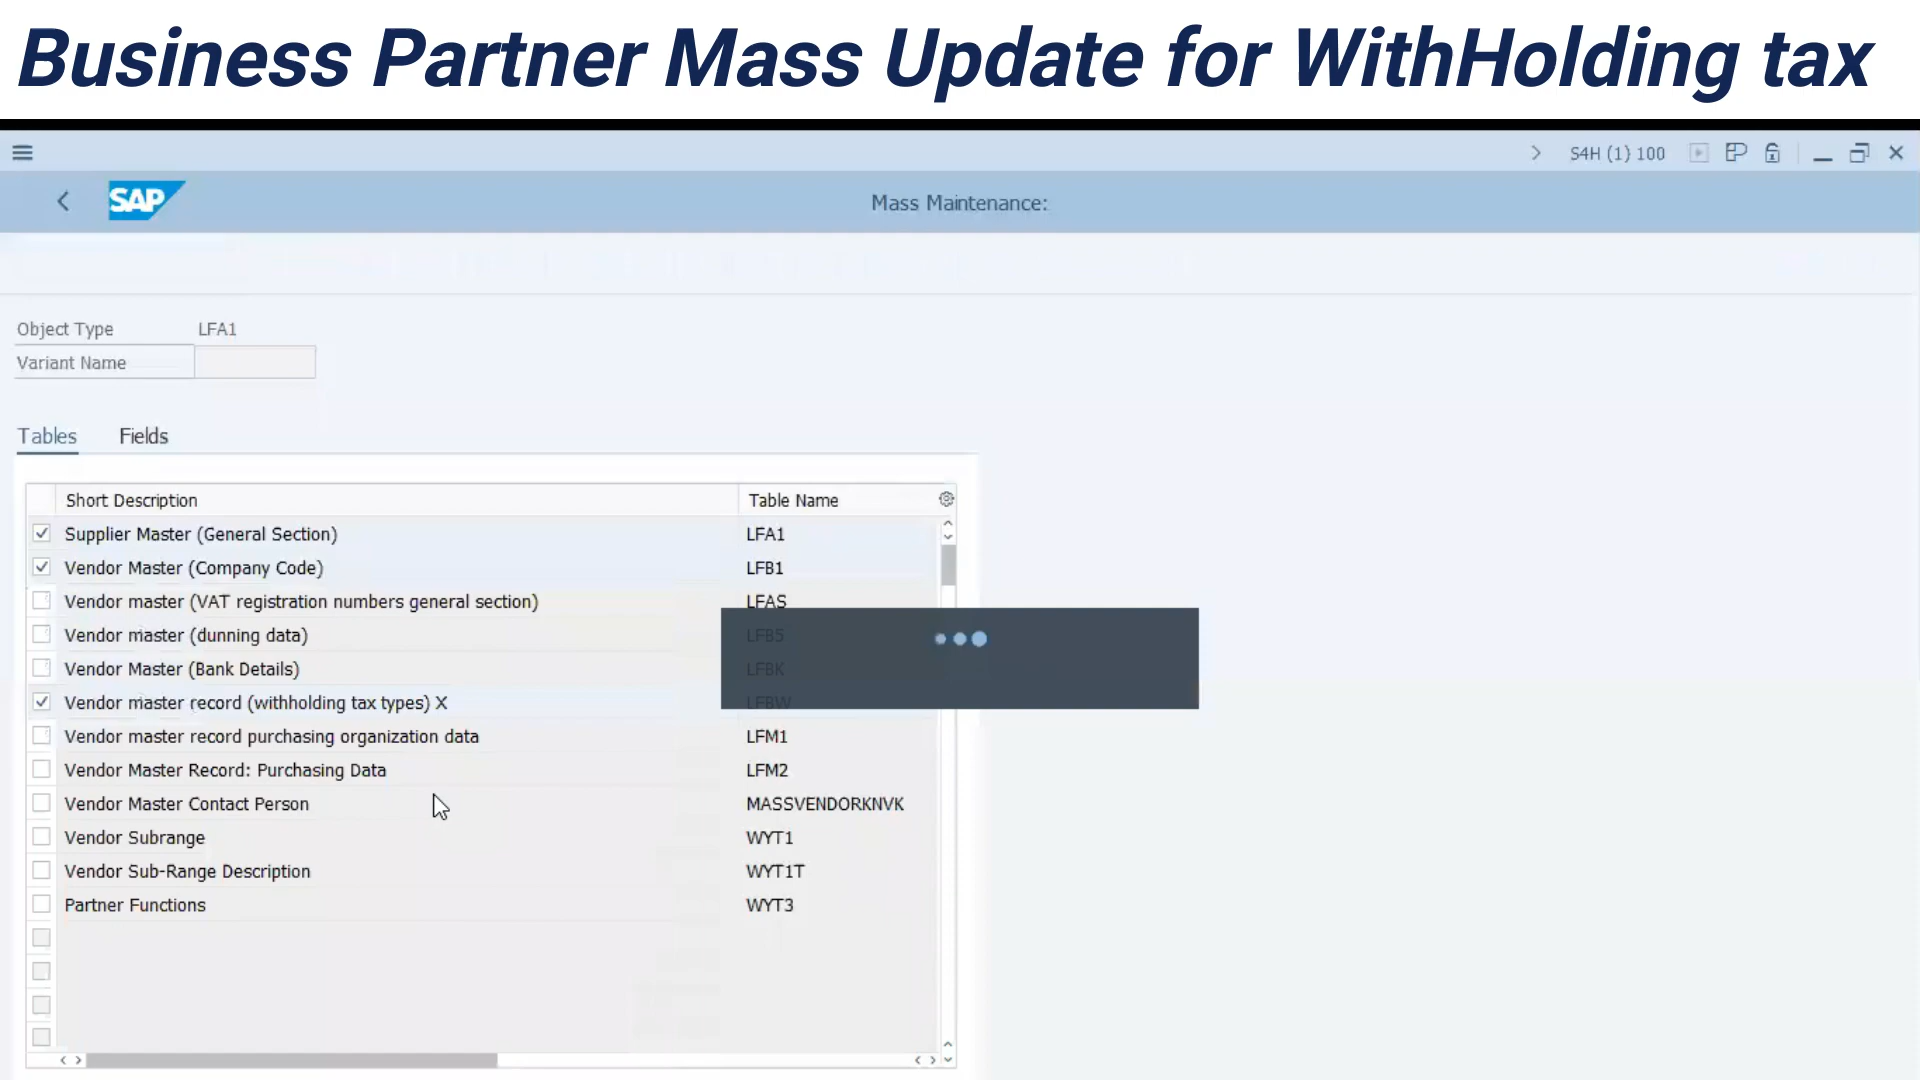 Business Partner Mass Update for WithHolding tax
S4H (1) 100
SAP
Mass Maintenance:
Object Type LFA1
Variant Name
Tables Fields
Short Description Table Name
Supplier Master (General Section) LFA1
Vendor Master (Company Code) LFB1
Vendor master (VAT registration numbers general section) LFAS
Vendor master (dunning data) LFB5
Vendor Master (Bank Details) LFBK
Vendor master record (withholding tax types) X LFBW
Vendor master record purchasing organization data LFM1
Vendor Master Record: Purchasing Data LFM2
Vendor Master Contact Person MASSVENDORKNVK
Vendor Subrange WYT1
Vendor Sub-Range Description WYT1T
Partner Functions WYT3